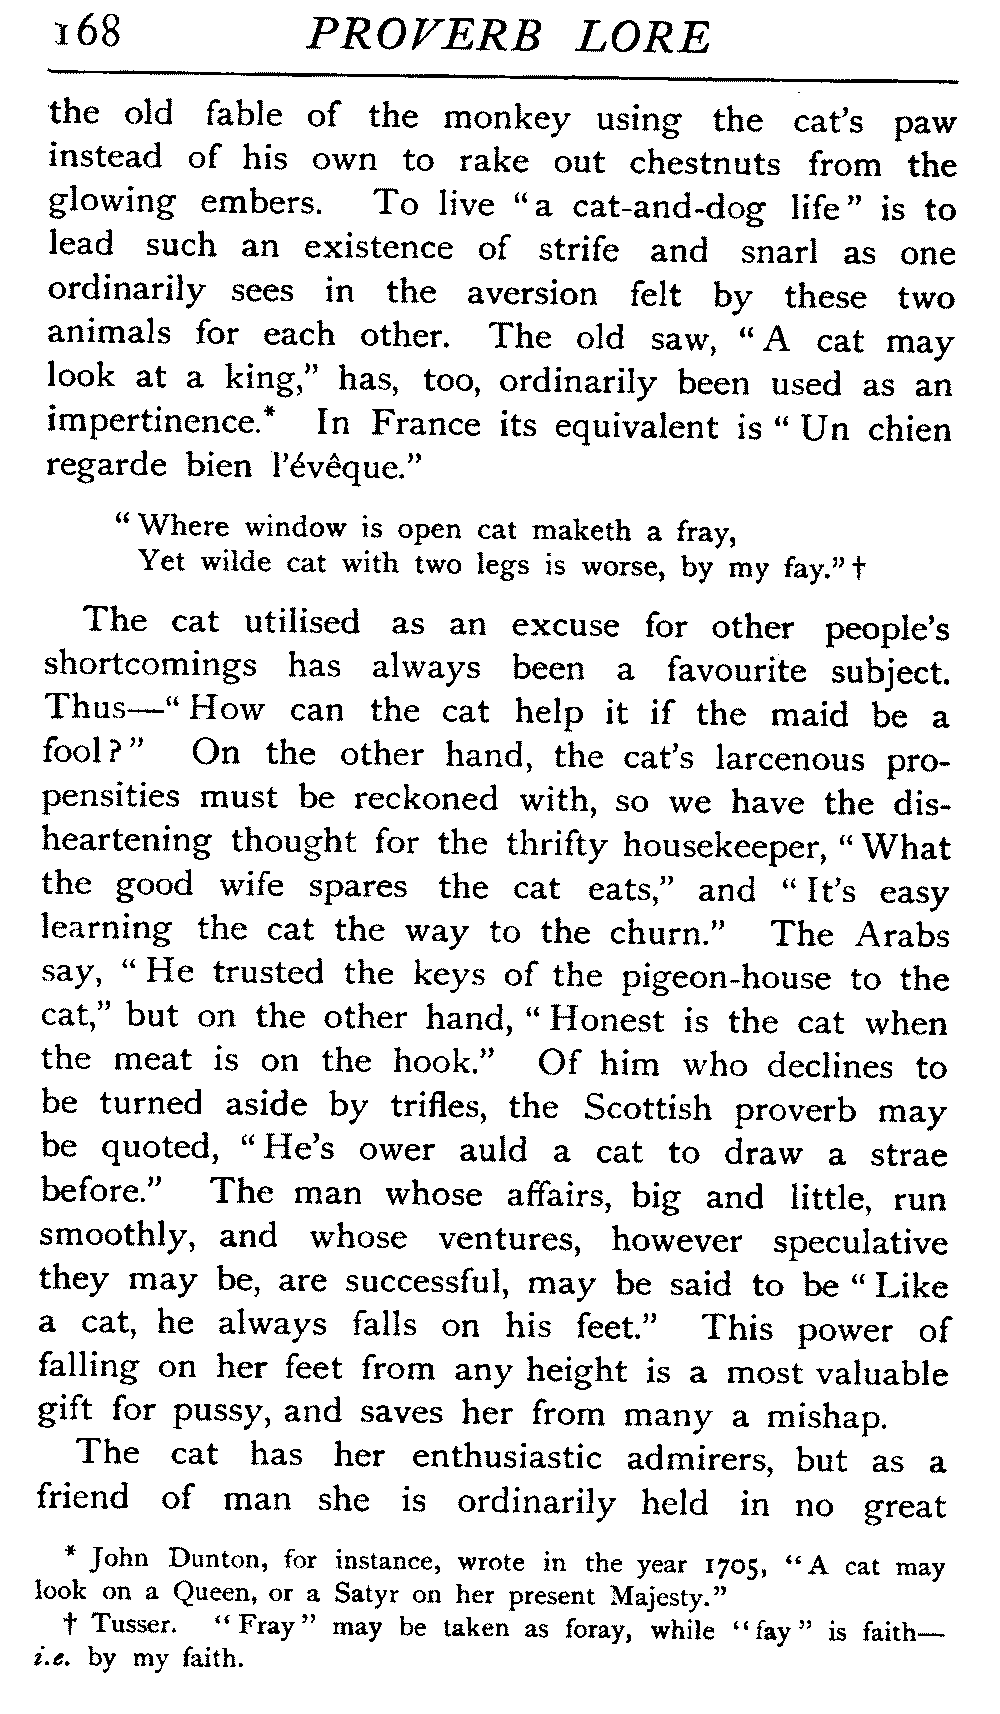 168 PROVERB LORE
the old fable of the monkey using the cat's paw
instead of his own to rake out chestnuts from the
glowing embers. To live “a cat-and-dog life” is to
lead such an existence of strife and snarl as one
ordinarily sees in the aversion felt by these two
animals for each other. The old saw, “A cat may
look at a king,” has, too, ordinarily been used as an
impertinence.* In France its equivalent is “Un chien
regarde bien l'évêque.”
“Where window is open cat maketh a fray,
Yet wilde cat with two legs is worse, by my fay.”†
The cat utilised as an excuse for other people's
shortcomings has always been a favourite subject.
Thus—“How can the cat help it if the maid be a
fool?” On the other hand, the cat's larcenous pro-
pensities must be reckoned with, so we have the dis-
heartening thought for the thrifty housekeeper, “What
the good wife spares the cat eats,” and “It's easy
learning the cat the way to the churn.” The Arabs
say, “He trusted the keys of the pigeon-house to the
cat,” but on the other hand, “Honest is the cat when
the meat is on the hook.” Of him who declines to
be turned aside by trifles, the Scottish proverb may
be quoted, “He's ower auld a cat to draw a strae
before.” The man whose affairs, big and little, run
smoothly, and whose ventures, however speculative
they may be, are successful, may be said to be “Like
a cat, he always falls on his feet.” This power of
falling on her feet from any height is a most valuable
gift for pussy, and saves her from many a mishap.
The cat has her enthusiastic admirers, but as a
friend of man she is ordinarily held in no great
* John Dunton, for instance, wrote in the year 1705, “A cat may
look on a Queen, or a Satyr on her present Majesty.”
† Tusser. “Fray” may be taken as foray, while “fay” is faith—
i.e. by my faith.